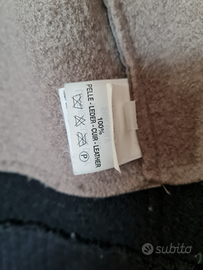 100%
PELLE - LEDER - CUIR - LEATHER
P
subito